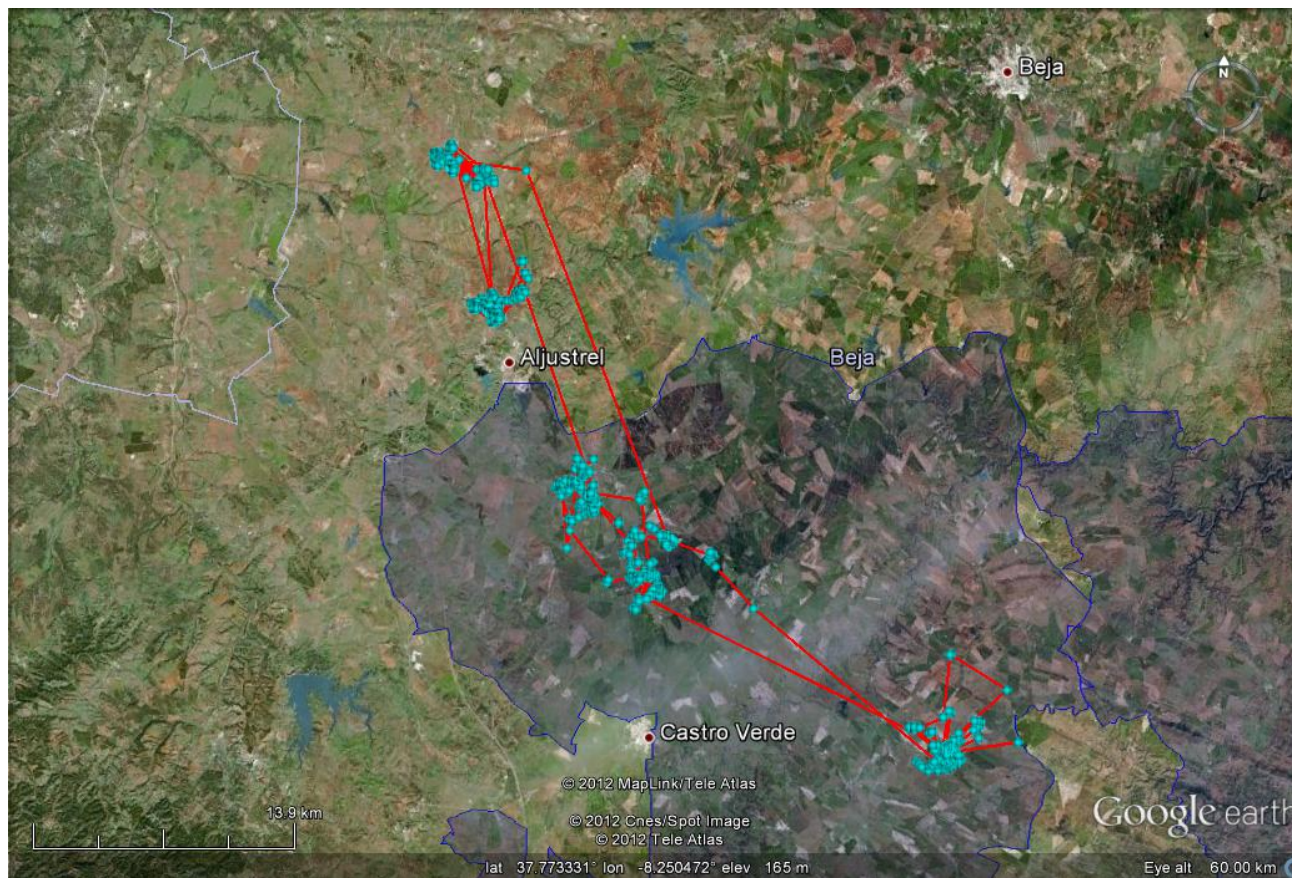 Beja
N
Aljustrel
Beja
Castro Verde
© 2012 MapLink/Tele Atlas
13.9 km
© 2012 Cnes/Spot Image
© 2012 Tele Atlas
Google earth
lat 37.773331° lon -8.250472° elev 165 m
Eye alt 60.00 km